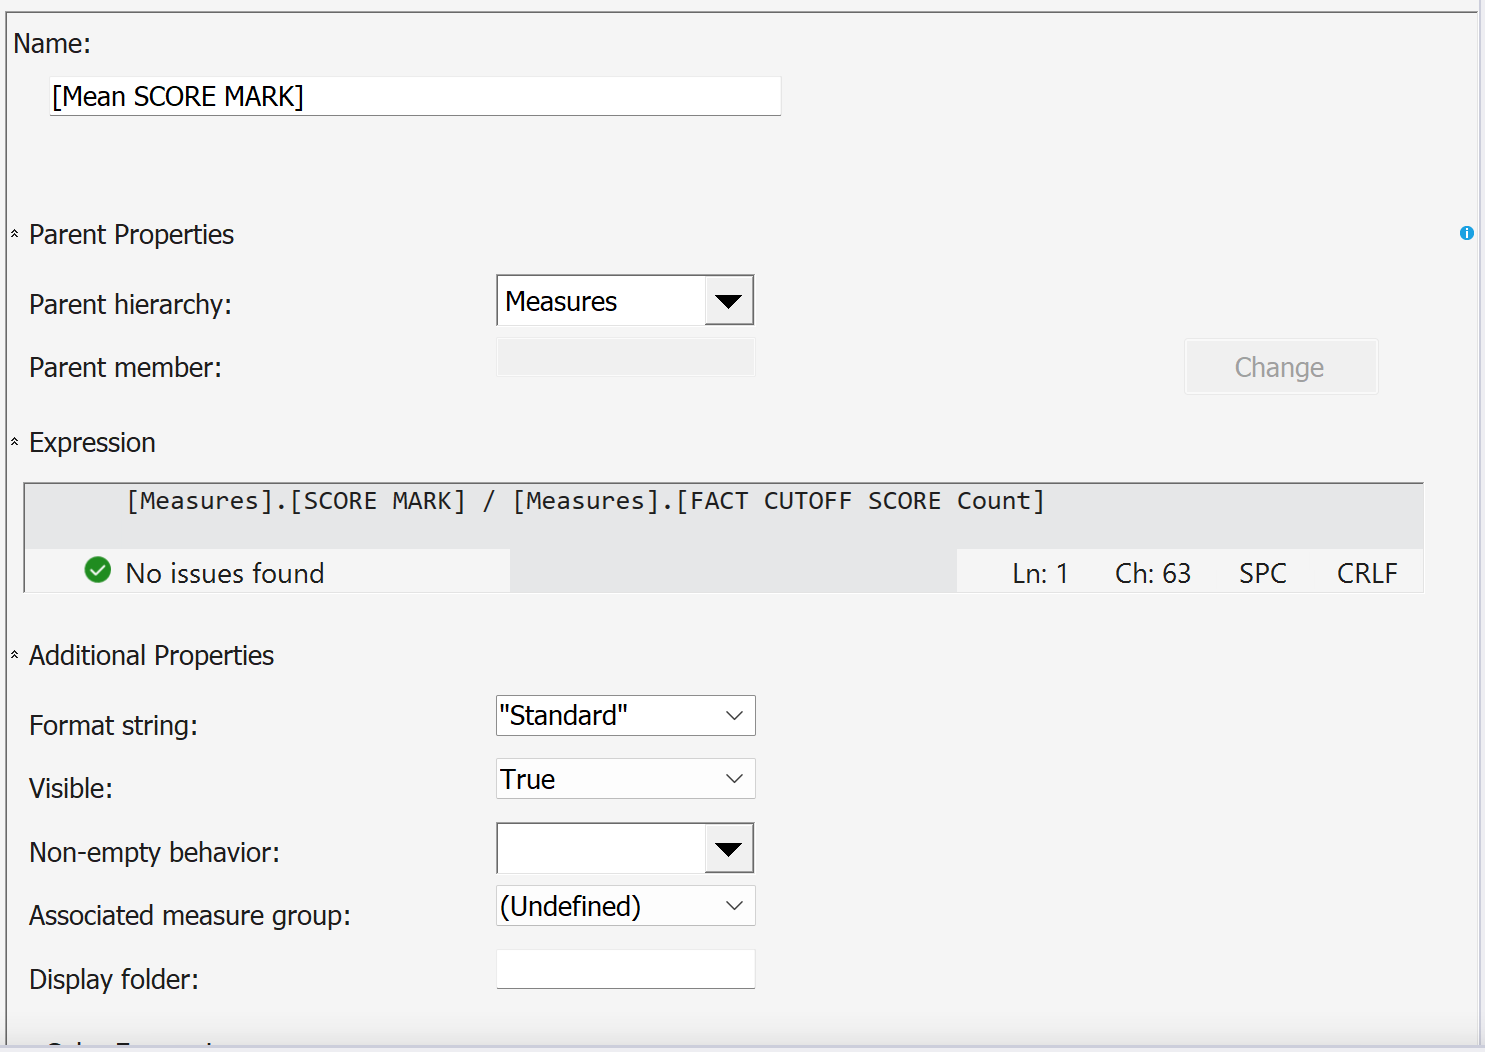 Name:
[Mean SCORE MARK]
Parent Properties
Parent hierarchy:
Measures
Parent member:
Change
Expression
[Measures].[SCORE MARK] / [Measures].[FACT CUTOFF SCORE Count]
No issues found
Ln: 1 Ch: 63 SPC CRLF
Additional Properties
Format string:
"Standard"
Visible:
True
Non-empty behavior:
Associated measure group:
(Undefined)
Display folder: